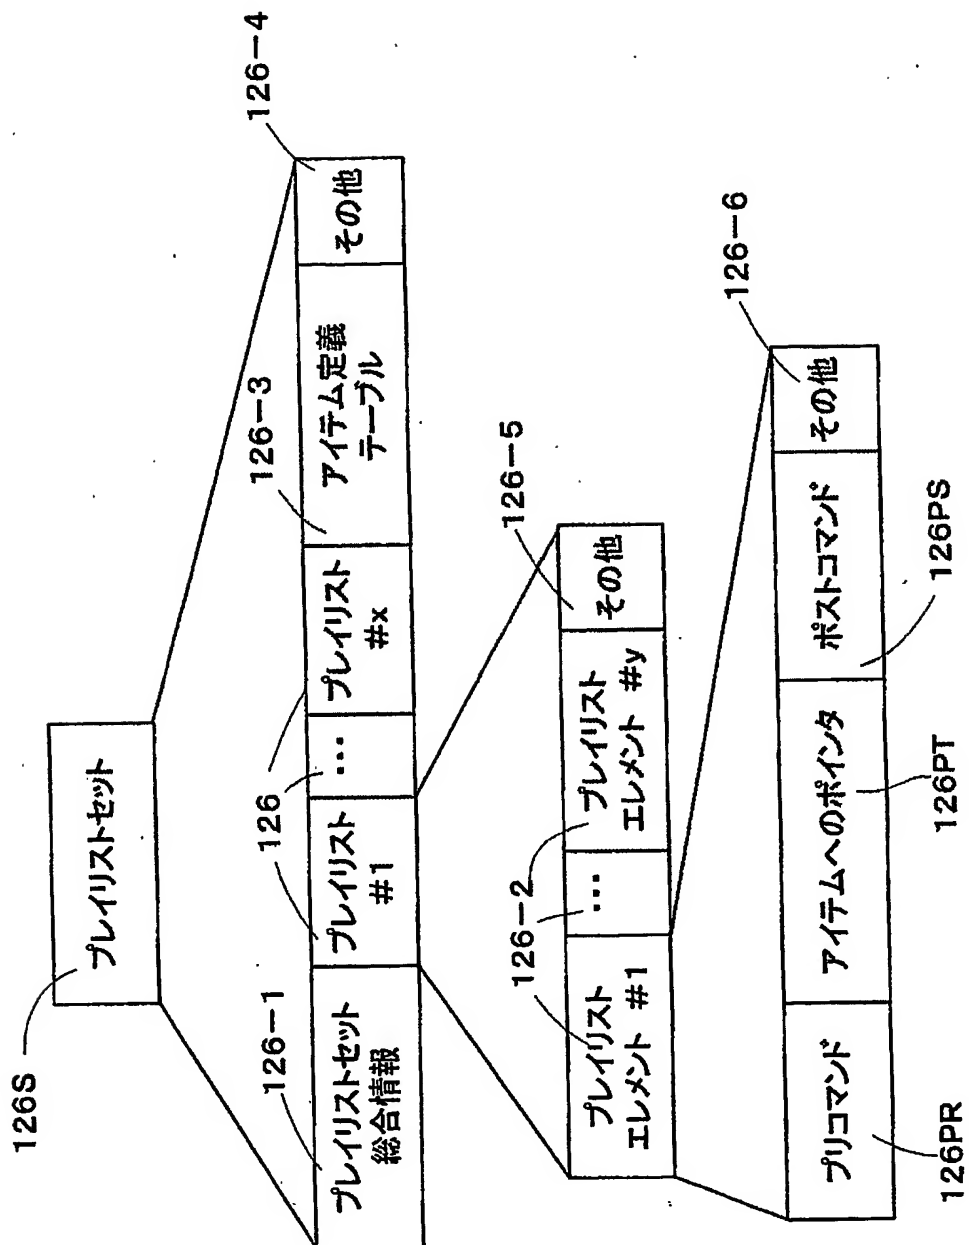 126S
プレイリストセット
126-1
プレイリストセット
総合情報
126
プレイリスト
#1
...
プレイリスト
#x
126-3
アイテム定義
テーブル
126-4
その他
126-2
プレイリスト
エレメント #1
...
プレイリスト
エレメント #y
126-5
その他
プリコマンド
126PR
アイテムへのポインタ
126PT
ポストコマンド
126PS
その他
126-6